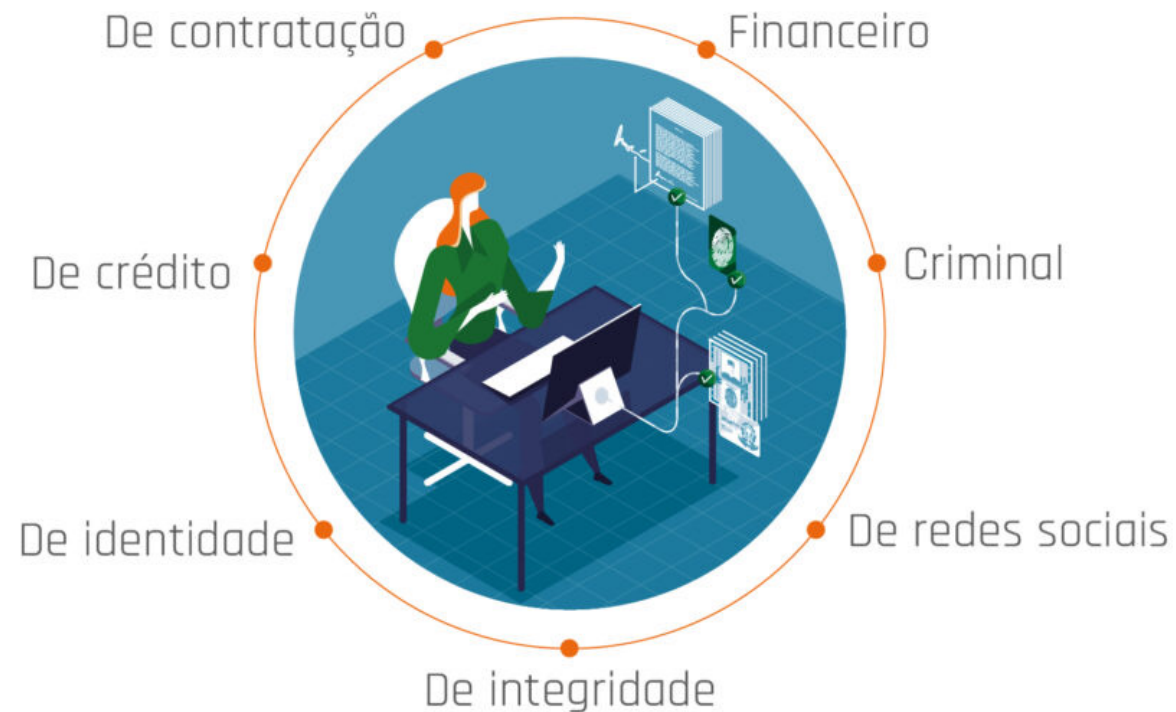 De contratação
Financeiro
De crédito
Criminal
De identidade
De redes sociais
De integridade